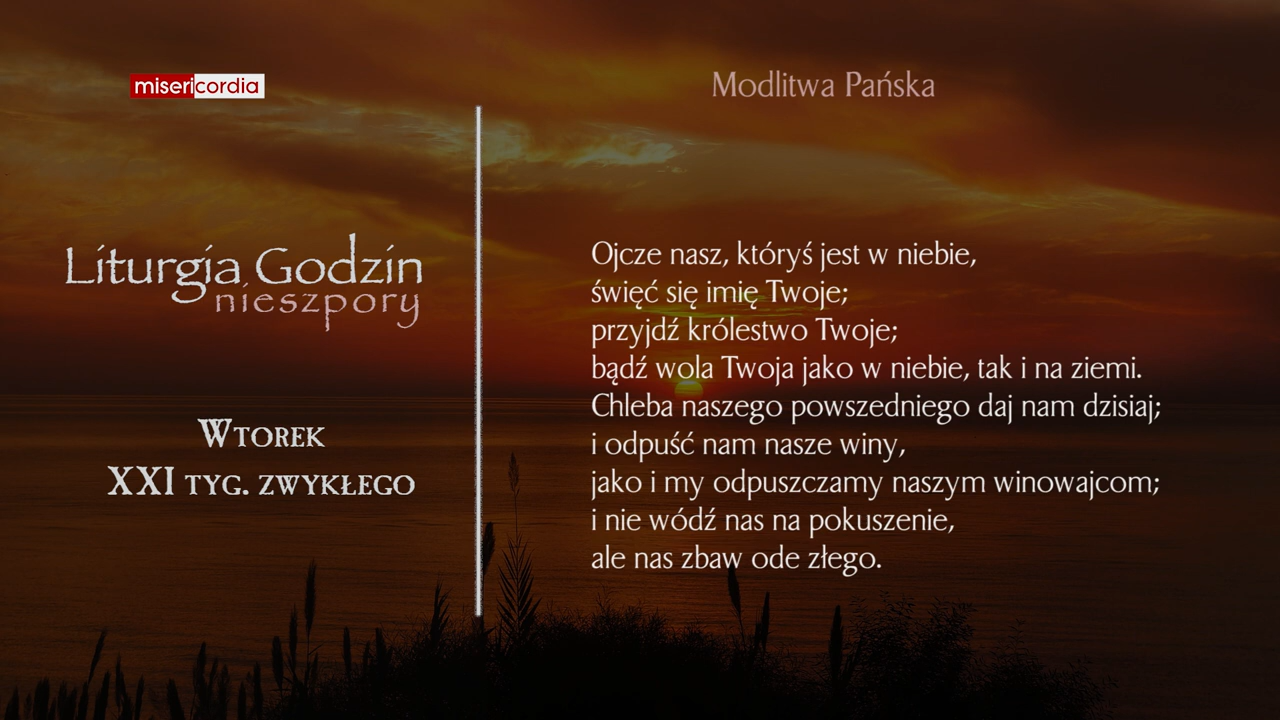 misericordia
Liturgia Godzin
nieszpory
Wtorek
XXI tyg. zwykłego
Modlitwa Pańska
Ojcze nasz, któryś jest w niebie,
święć się imię Twoje;
przyjdź królestwo Twoje;
bądź wola Twoja jako w niebie, tak i na ziemi.
Chleba naszego powszedniego daj nam dzisiaj;
i odpuść nam nasze winy,
jako i my odpuszczamy naszym winowajcom;
i nie wódź nas na pokuszenie,
ale nas zbaw ode złego.